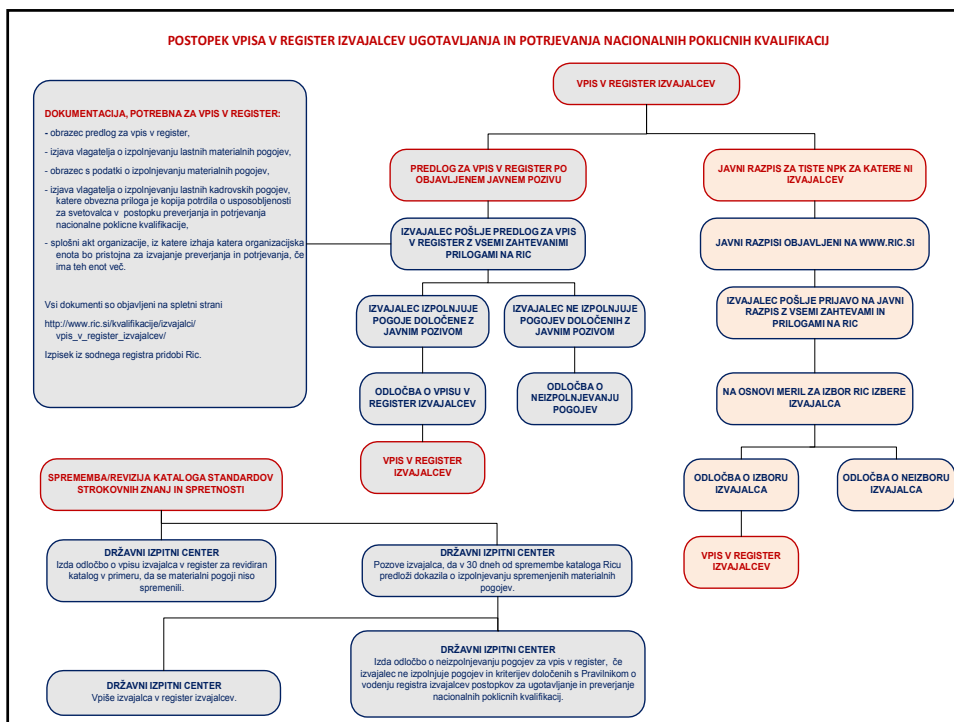 POSTOPEK VPISA V REGISTER IZVAJALCEV UGOTAVLJANJA IN POTRJEVANJA NACIONALNIH POKLICNIH KVALIFIKACIJ
VPIS V REGISTER IZVAJALCEV
DOKUMENTACIJA, POTREBNA ZA VPIS V REGISTER:
- obrazec predlog za vpis v register,
- izjava vlagatelja o izpolnjevanju lastnih materialnih pogojev,
- obrazec s podatki o izpolnjevanju materialnih pogojev,
- izjava vlagatelja o izpolnjevanju lastnih kadrovskih pogojev,
katere obvezna priloga je kopija potrdila o usposobljenosti
za svetovalca v postopku preverjanja in potrjevanja
nacionalne poklicne kvalifikacije,
- splošni akt organizacije, iz katere izhaja katera organizacijska
enota bo pristojna za izvajanje preverjanja in potrjevanja, če
ima teh enot več.
Vsi dokumenti so objavljeni na spletni strani
http://www.ric.si/kvalifikacije/izvajalci/
vpis_v_register_izvajalcev/
Izpisek iz sodnega registra pridobi Ric.
PREDLOG ZA VPIS V REGISTER PO
OBJAVLJENEM JAVNEM POZIVU
IZVAJALEC POŠLJE PREDLOG ZA VPIS
V REGISTER Z VSEMI ZAHTEVANIMI
PRILOGAMI NA RIC
IZVAJALEC IZPOLNJUJE
POGOJE DOLOČENE Z
JAVNIM POZIVOM
IZVAJALEC NE IZPOLNJUJE
POGOJEV DOLOČENIH Z
JAVNIM POZIVOM
ODLOČBA O VPISU V
REGISTER IZVAJALCEV
ODLOČBA O
NEIZPOLNJEVANJU
POGOJEV
VPIS V REGISTER
IZVAJALCEV
JAVNI RAZPIS ZA TISTE NPK ZA KATERE NI
IZVAJALCEV
JAVNI RAZPISI OBJAVLJENI NA WWW.RIC.SI
IZVAJALEC POŠLJE PRIJAVO NA JAVNI
RAZPIS Z VSEMI ZAHTEVAMI IN
PRILOGAMI NA RIC
NA OSNOVI MERIL ZA IZBOR RIC IZBERE
IZVAJALCA
ODLOČBA O IZBORU
IZVAJALCA
ODLOČBA O NEIZBORU
IZVAJALCA
VPIS V REGISTER
IZVAJALCEV
SPREMEMBA/REVIZIJA KATALOGA STANDARDOV
STROKOVNIH ZNANJ IN SPRETNOSTI
DRŽAVNI IZPITNI CENTER
Izda odločbo o vpisu izvajalca v register za revidiran
katalog v primeru, da se materialni pogoji niso
spremenili.
DRŽAVNI IZPITNI CENTER
Pozove izvajalca, da v 30 dneh od spremembe kataloga Ricu
predloži dokazila o izpolnjevanju spremenjenih materialnih
pogojev.
DRŽAVNI IZPITNI CENTER
Vpiše izvajalca v register izvajalcev.
DRŽAVNI IZPITNI CENTER
Izda odločbo o neizpolnjevanju pogojev za vpis v register, če
izvajalec ne izpolnjuje pogojev in kriterijev določenih s Pravilnikom o
vodenju registra izvajalcev postopkov za ugotavljanje in preverjanje
nacionalnih poklicnih kvalifikacij.